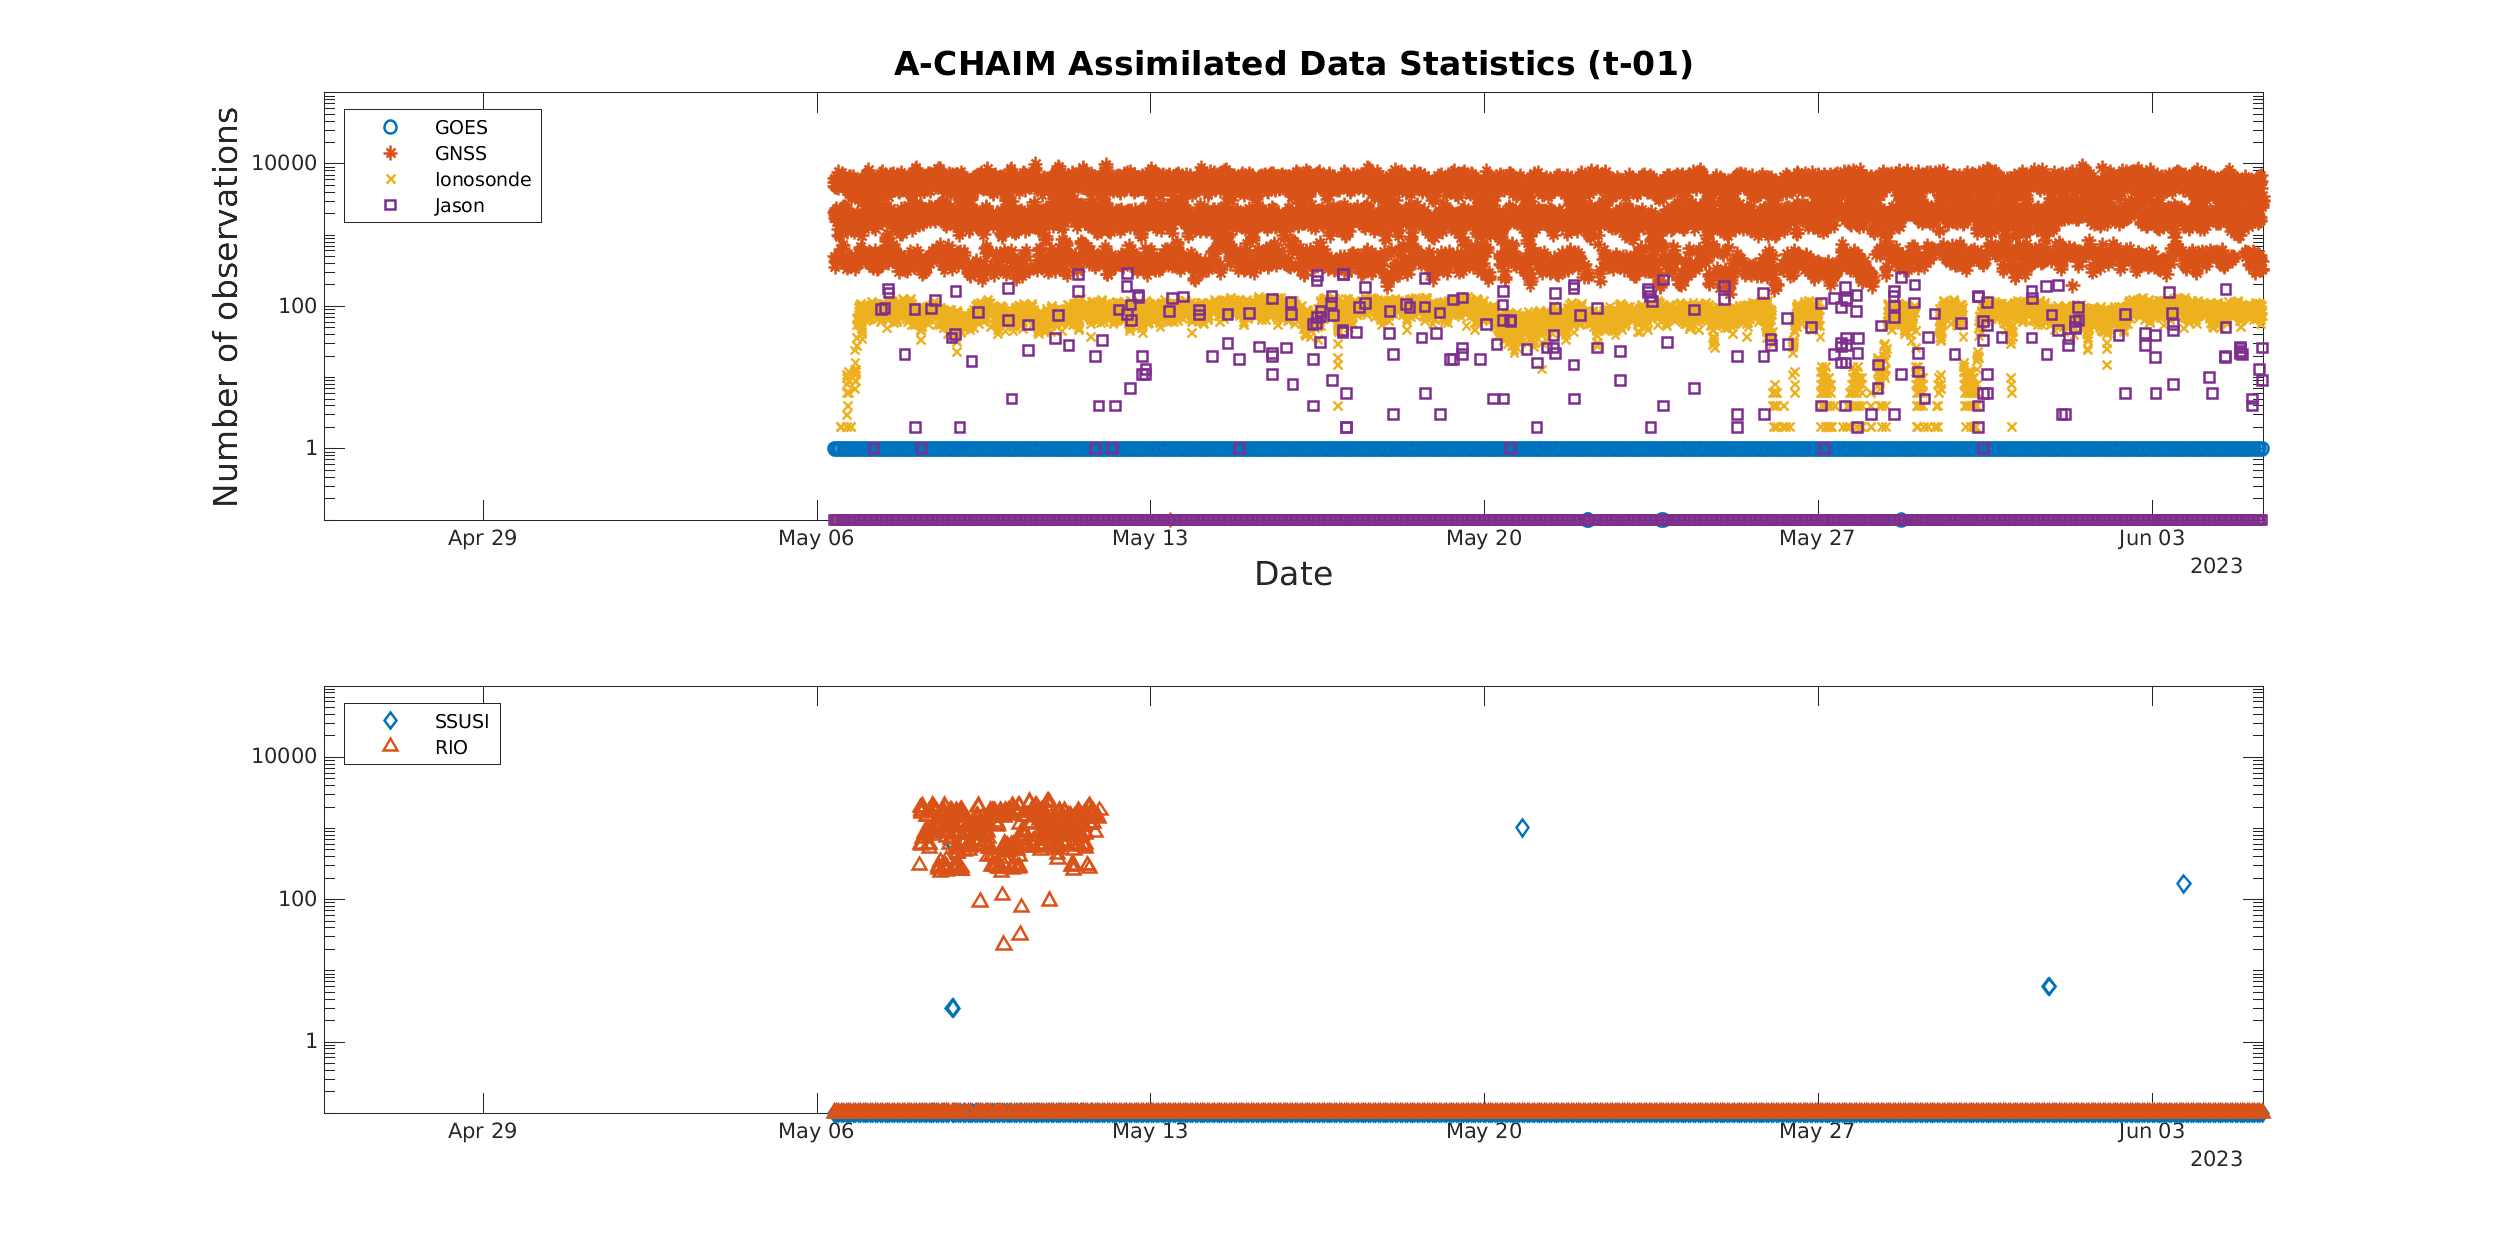 A-CHAIM Assimilated Data Statistics (t-01)
Number of observations
GOES
GNSS
Ionosonde
Jason
10000
100
1
Apr 29 May 06 May 13 May 20 May 27 Jun 03
2023
Date
SSUSI
RIO
10000
100
1
Apr 29 May 06 May 13 May 20 May 27 Jun 03
2023